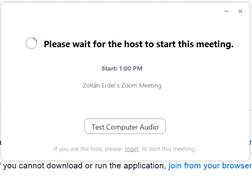 Please wait for the host to start this meeting.
Start: 1:00 PM
Zoltán Erdei's Zoom Meeting
Test Computer Audio
If you are the host, please login, to start this meeting.
you cannot download or run the application, join from your browser